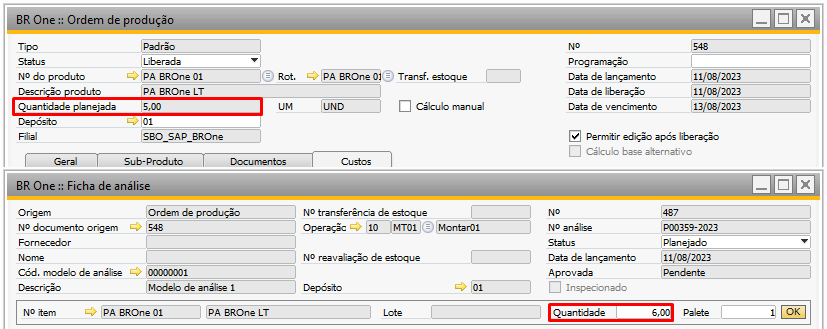 BR One :: Ordem de produção
Tipo Padrão Nº 548
Status Liberada Programação
Nº do produto PA BROne 01 Rot. PA BROne 01 Transf. estoque Data de lançamento 11/08/2023
Descrição produto PA BROne LT Data de liberação 11/08/2023
Quantidade planejada 5,00 UM UND Cálculo manual Data de vencimento 13/08/2023
Depósito 01
Filial SBO_SAP_BROne Permitir edição após liberação
Cálculo base alternativo
Geral Sub-Produto Documentos Custos
BR One :: Ficha de análise
Origem Ordem de produção Nº transferência de estoque Nº 487
Nº documento origem 548 Operação 10 MT01 Montar01 Nº análise P00359-2023
Fornecedor Status Planejado
Nome Nº reavaliação de estoque Data de lançamento 11/08/2023
Cód. modelo de análise 00000001 Aprovada Pendente
Descrição Modelo de análise 1 Depósito 01 Inspecionado
Nº item PA BROne 01 PA BROne LT Lote Quantidade 6,00 Palete 1 OK